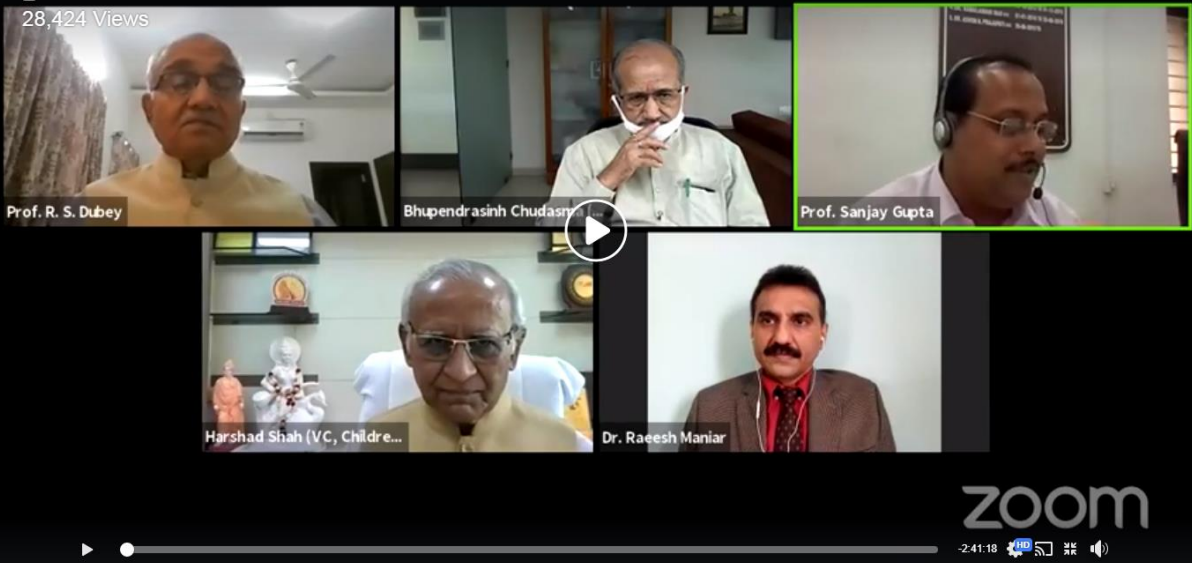 28,424 Views
Prof. R. S. Dubey
Bhupendrasinh Chudasma
Prof. Sanjay Gupta
Harshad Shah (VC, Childre...
Dr. Raeesh Maniar
zoom
-2:41:18
HD